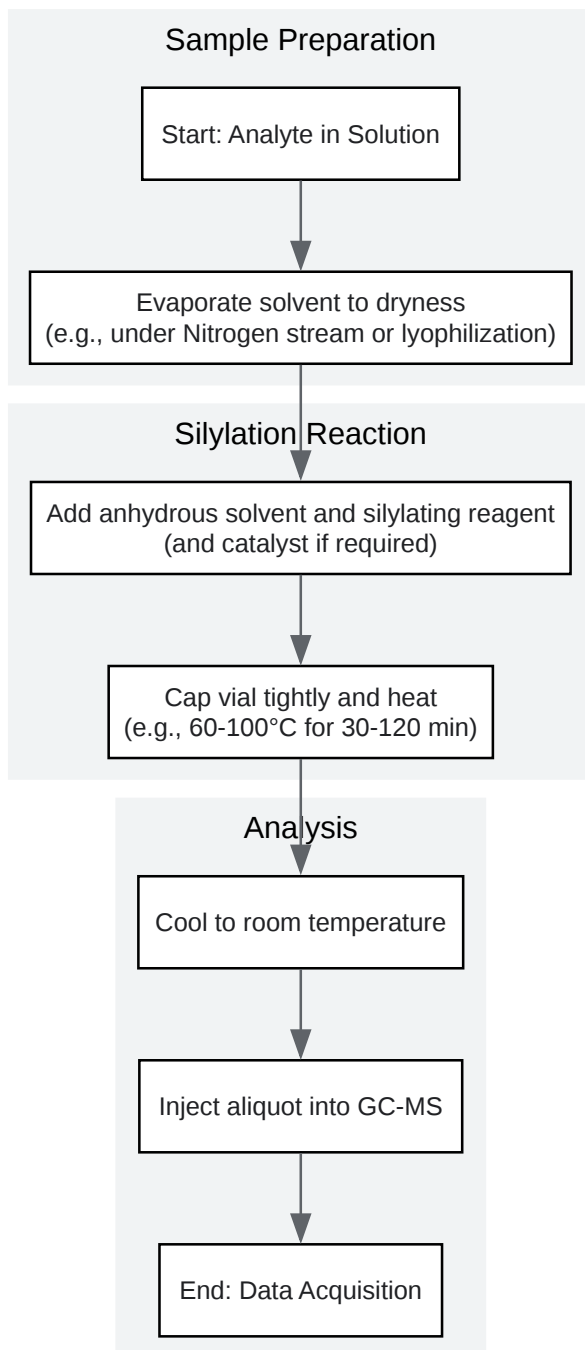 Sample Preparation
Start: Analyte in Solution
Evaporate solvent to dryness
(e.g., under Nitrogen stream or lyophilization)
Silylation Reaction
Add anhydrous solvent and silylating reagent
(and catalyst if required)
Cap vial tightly and heat
(e.g., 60-100°C for 30-120 min)
Analysis
Cool to room temperature
Inject aliquot into GC-MS
End: Data Acquisition